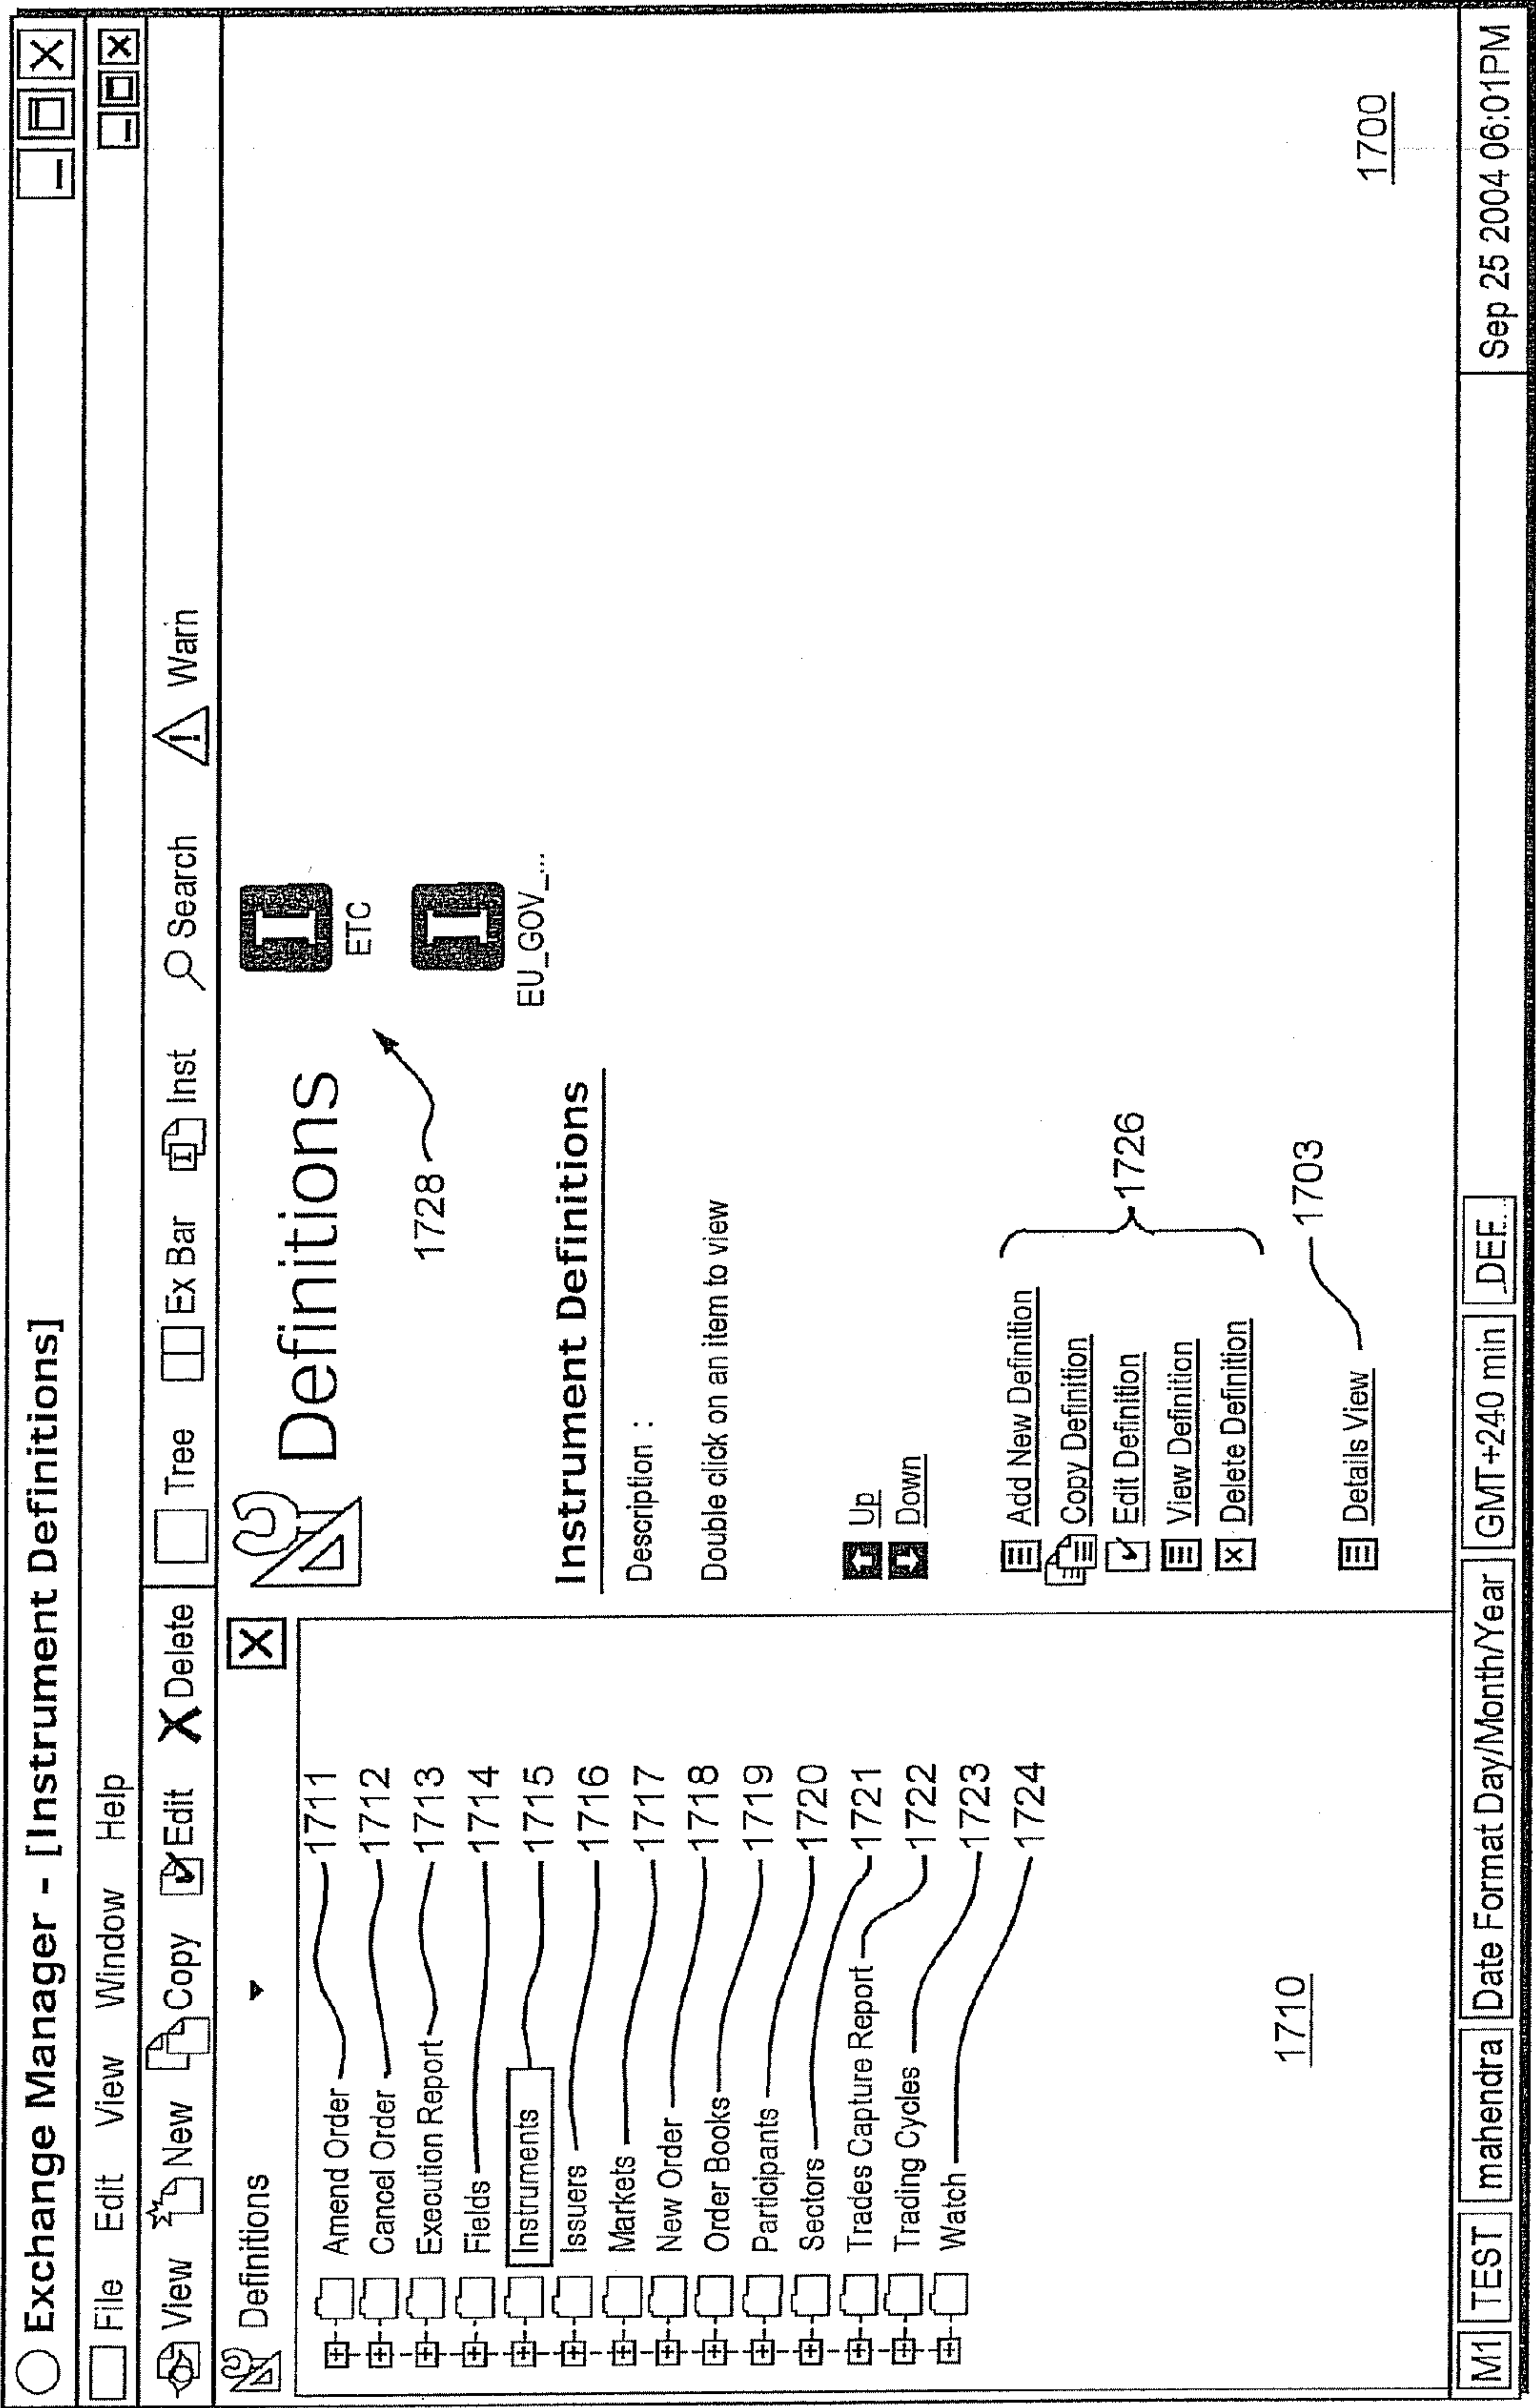 Exchange Manager - [Instrument Definitions]
File Edit View Window Help
View New Copy Edit Delete Tree Ex Bar Inst Search Warn
Definitions
Amend Order 1711
Cancel Order 1712
Execution Report 1713
Fields 1714
Instruments 1715
Issuers 1716
Markets 1717
New Order 1718
Order Books 1719
Participants 1720
Sectors 1721
Trades Capture Report 1722
Trading Cycles 1723
Watch 1724
1710
Definitions
1728
Instrument Definitions
Description :
Double click on an item to view
Up
Down
Add New Definition
Copy Definition
Edit Definition
View Definition
Delete Definition
1726
Details View 1703
I
ETC
I
EU_GOV_...
1700
M1 TEST mahendra Date Format Day/Month/Year GMT+240 min _DEF... Sep 25 2004 06:01PM